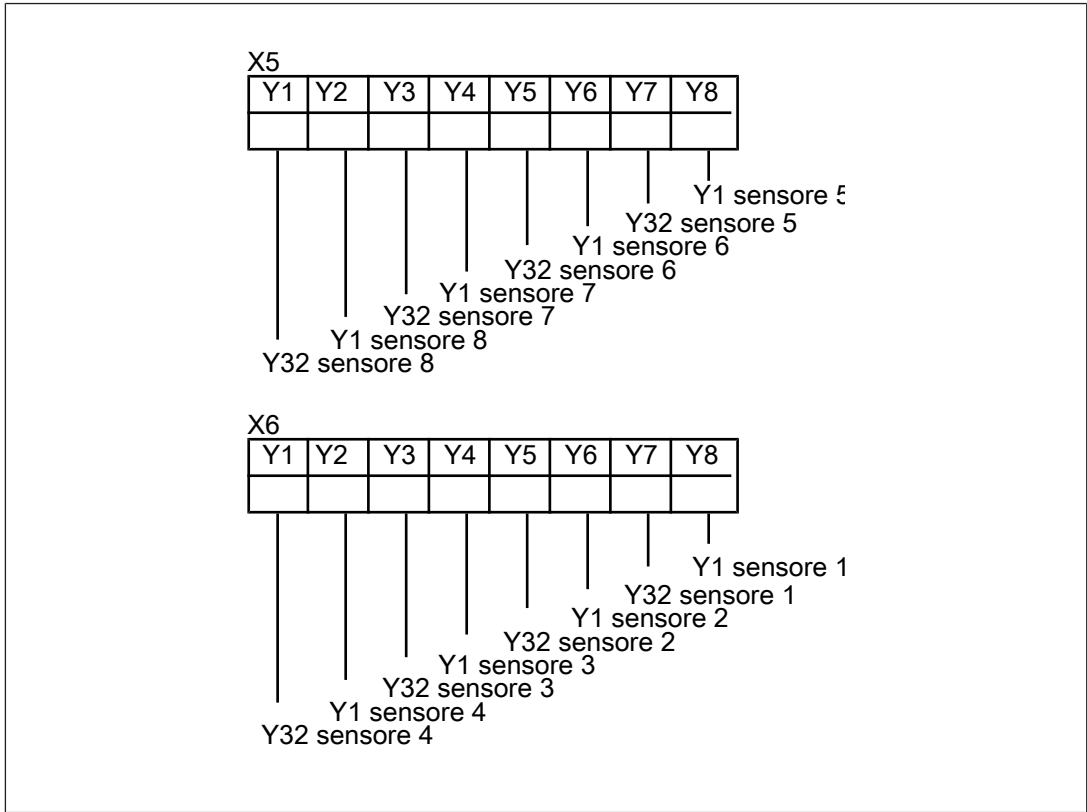 X5
Y1 Y2 Y3 Y4 Y5 Y6 Y7 Y8
Y1 sensore 5
Y32 sensore 5
Y1 sensore 6
Y32 sensore 6
Y1 sensore 7
Y32 sensore 7
Y1 sensore 8
Y32 sensore 8
X6
Y1 Y2 Y3 Y4 Y5 Y6 Y7 Y8
Y1 sensore 1
Y32 sensore 1
Y1 sensore 2
Y32 sensore 2
Y1 sensore 3
Y32 sensore 3
Y1 sensore 4
Y32 sensore 4